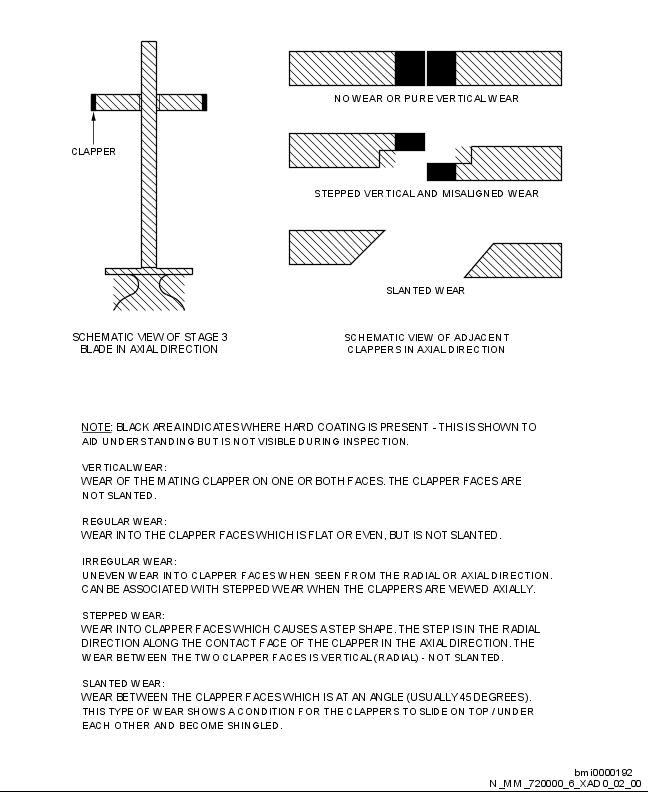 NO WEAR OR PURE VERTICAL WEAR
CLAPPER
STEPPED VERTICAL AND MISALIGNED WEAR
SLANTED WEAR
SCHEMATIC VIEW OF STAGE 3
BLADE IN AXIAL DIRECTION
SCHEMATIC VIEW OF ADJACENT
CLAPPERS IN AXIAL DIRECTION
NOTE: BLACK AREA INDICATES WHERE HARD COATING IS PRESENT - THIS IS SHOWN TO
AID UNDERSTANDING BUT IS NOT VISIBLE DURING INSPECTION.
VERTICAL WEAR:
WEAR OF THE MATING CLAPPER ON ONE OR BOTH FACES. THE CLAPPER FACES ARE
NOT SLANTED.
REGULAR WEAR:
WEAR INTO THE CLAPPER FACES WHICH IS FLAT OR EVEN, BUT IS NOT SLANTED.
IRREGULAR WEAR:
UNEVEN WEAR INTO CLAPPER FACES WHEN SEEN FROM THE RADIAL OR AXIAL DIRECTION.
CAN BE ASSOCIATED WITH STEPPED WEAR WHEN THE CLAPPERS ARE VIEWED AXIALLY.
STEPPED WEAR:
WEAR INTO CLAPPER FACES WHICH CAUSES A STEP SHAPE. THE STEP IS IN THE RADIAL
DIRECTION ALONG THE CONTACT FACE OF THE CLAPPER IN THE AXIAL DIRECTION. THE
WEAR BETWEEN THE TWO CLAPPER FACES IS VERTICAL (RADIAL) - NOT SLANTED.
SLANTED WEAR:
WEAR BETWEEN THE CLAPPER FACES WHICH IS AT AN ANGLE (USUALLY 45 DEGREES).
THIS TYPE OF WEAR SHOWS A CONDITION FOR THE CLAPPERS TO SLIDE ON TOP / UNDER
EACH OTHER AND BECOME SHINGLED.
bmi0000192
N_MM_720000_6_XAD0_02_00